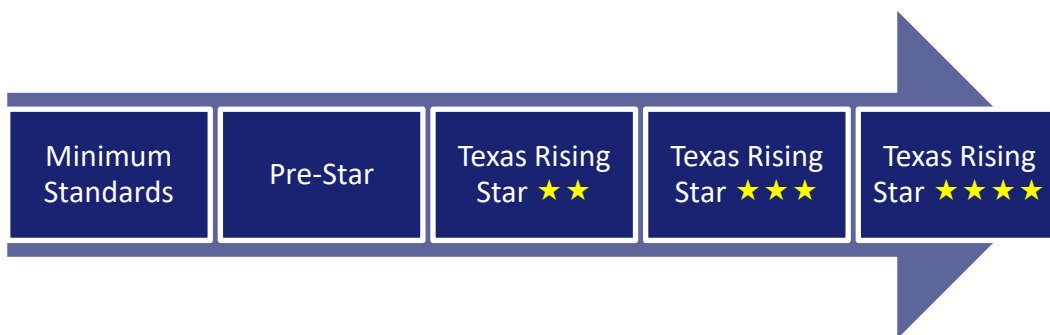 Minimum
Standards
Pre-Star
Texas Rising
Star ★ ★
Texas Rising
Star ★ ★ ★
Texas Rising
Star ★ ★ ★ ★